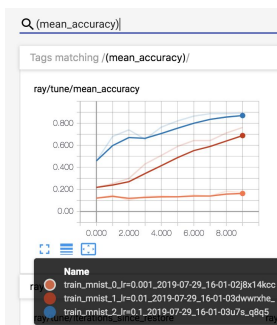 (mean_accuracy)
Tags matching /(mean_accuracy)/
ray/tune/mean_accuracy
0.800
0.600
0.400
0.200
0.00
0.000 2.000 4.000 6.000 8.000
Name
train_mnist_0_lr=0.001_2019-07-29_16-01-02j8x14kcc
train_mnist_1_lr=0.01_2019-07-29_16-01-03dwwrxhe_
train_mnist_2_lr=0.1_2019-07-29_16-01-03u7s_q8q5